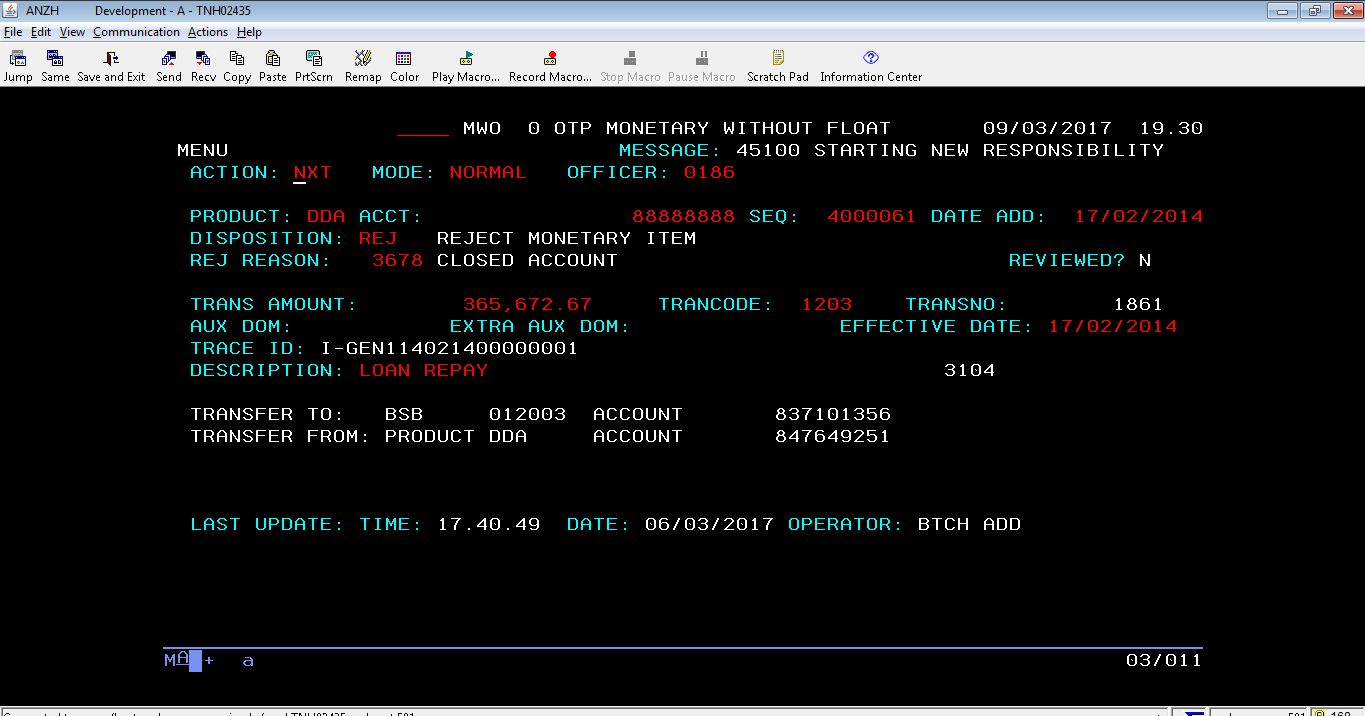 ANZH Development - A - TNH02435
File Edit View Communication Actions Help
Jump Same Save and Exit Send Recv Copy Paste PrtScrn Remap Color Play Macro... Record Macro... Stop Macro Pause Macro Scratch Pad Information Center
_____ MWO 0 OTP MONETARY WITHOUT FLOAT 09/03/2017 19.30
MENU MESSAGE: 45100 STARTING NEW RESPONSIBILITY
ACTION: NXT MODE: NORMAL OFFICER: 0186
PRODUCT: DDA ACCT: 88888888 SEQ: 4000061 DATE ADD: 17/02/2014
DISPOSITION: REJ REJECT MONETARY ITEM
REJ REASON: 3678 CLOSED ACCOUNT REVIEWED? N
TRANS AMOUNT: 365,672.67 TRANCODE: 1203 TRANSNO: 1861
AUX DOM: EXTRA AUX DOM: EFFECTIVE DATE: 17/02/2014
TRACE ID: I-GEN114021400000001
DESCRIPTION: LOAN REPAY 3104
TRANSFER TO: BSB 012003 ACCOUNT 837101356
TRANSFER FROM: PRODUCT DDA ACCOUNT 847649251
LAST UPDATE: TIME: 17.40.49 DATE: 06/03/2017 OPERATOR: BTCH ADD
MA + a 03/011